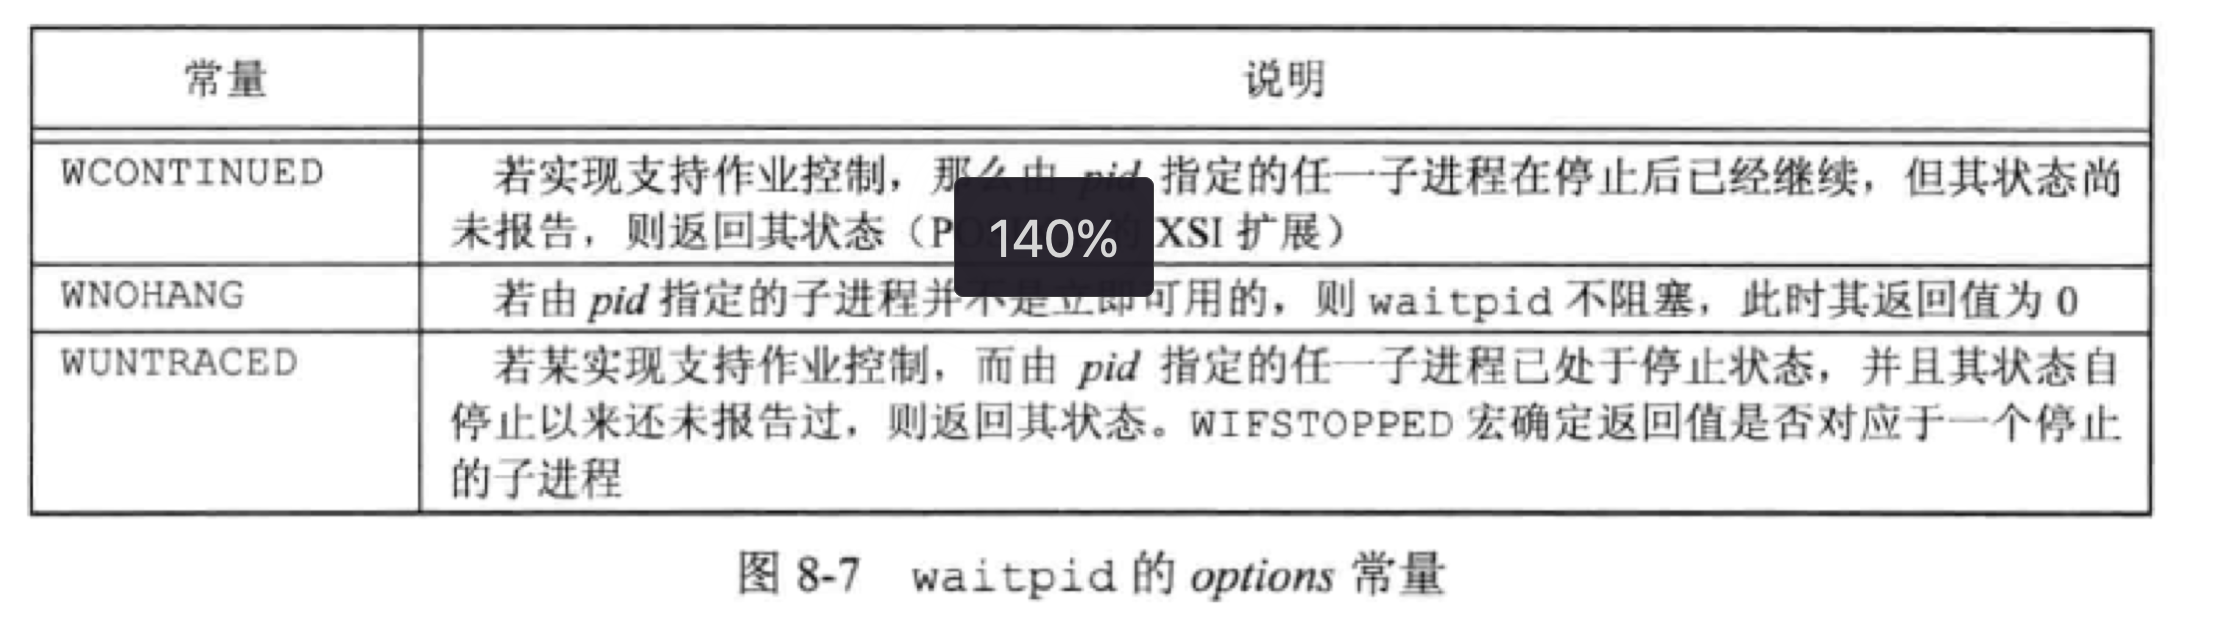 常量 说明
WCONTINUED 若实现支持作业控制，那么由 pid 指定的任一子进程在停止后已经继续，但其状态尚
未报告，则返回其状态（PO XSI 扩展）
140%
WNOHANG 若由 pid 指定的子进程并不是立即可用的，则 waitpid 不阻塞，此时其返回值为 0
WUNTRACED 若某实现支持作业控制，而由 pid 指定的任一子进程已处于停止状态，并且其状态自
停止以来还未报告过，则返回其状态。WIFSTOPPED 宏确定返回值是否对应于一个停止
的子进程
图 8-7 waitpid 的 options 常量